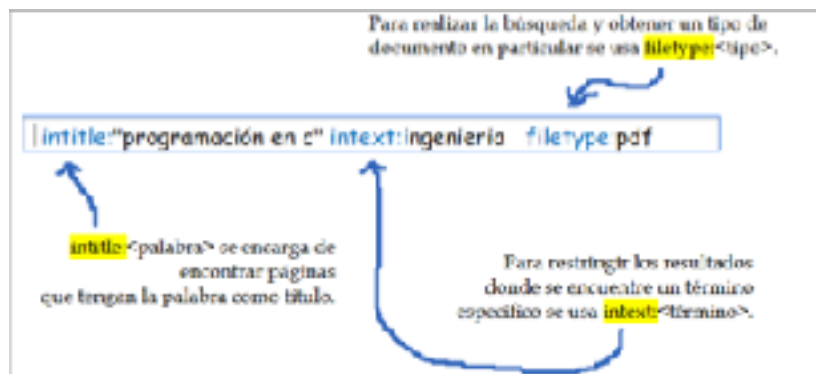 Para realizar la búsqueda y obtener un tipo de
documento en particular se usa filetype:<tipo>.
intitle:"programación en c" intext:ingenieria filetype:pdf
intitle:<palabra> se encarga de
encontrar páginas
que tengan la palabra como título.
Para restringir los resultados
donde se encuentre un término
específico se usa intext:<término>.